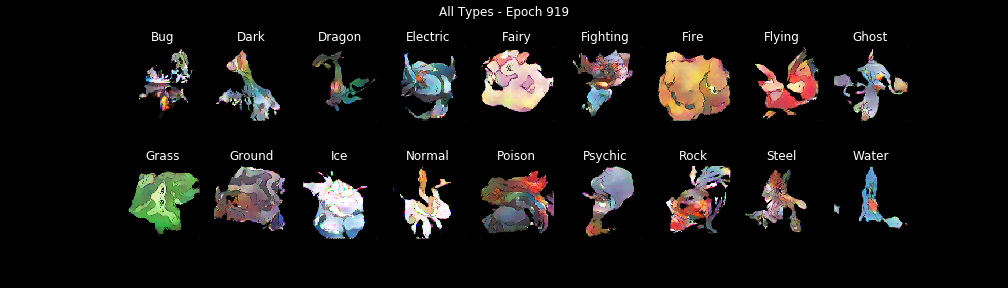 All Types - Epoch 919
Bug Dark Dragon Electric Fairy Fighting Fire Flying Ghost
Grass Ground Ice Normal Poison Psychic Rock Steel Water